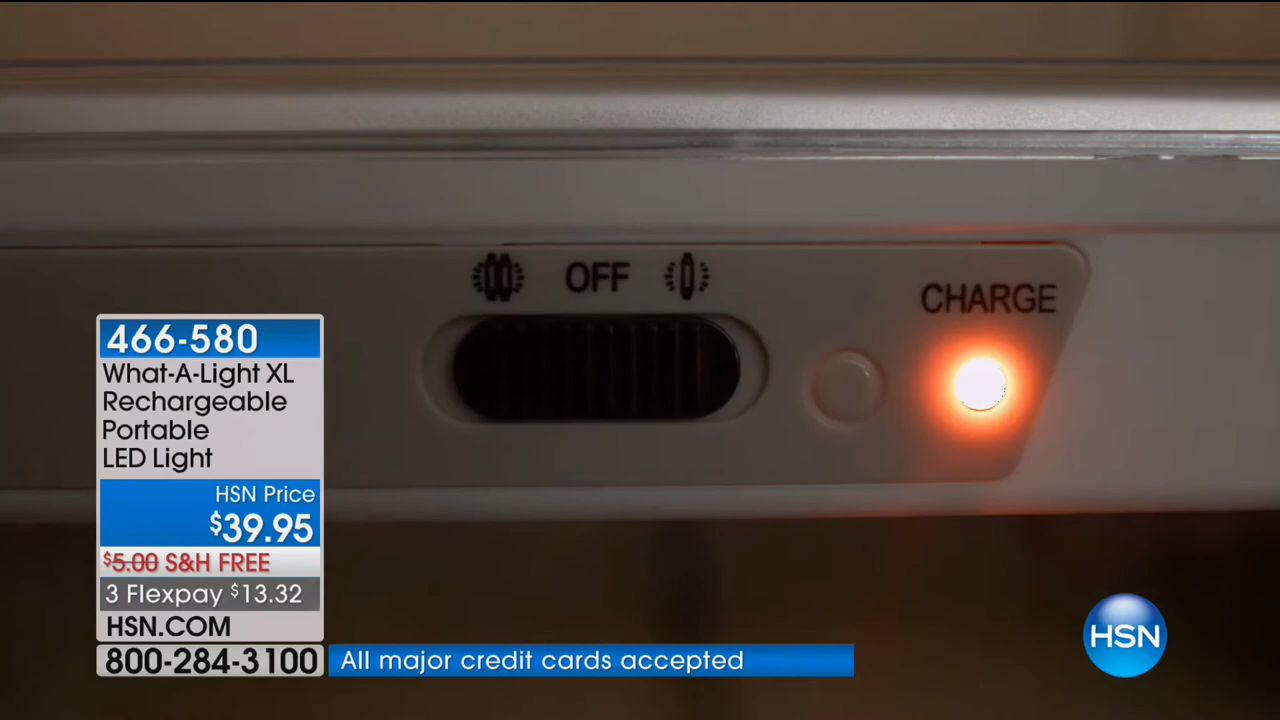 OFF
CHARGE
466-580
What-A-Light XL
Rechargeable
Portable
LED Light
HSN Price
$39.95
$5.00 S&H FREE
3 Flexpay $13.32
HSN.COM
800-284-3100
All major credit cards accepted
HSN